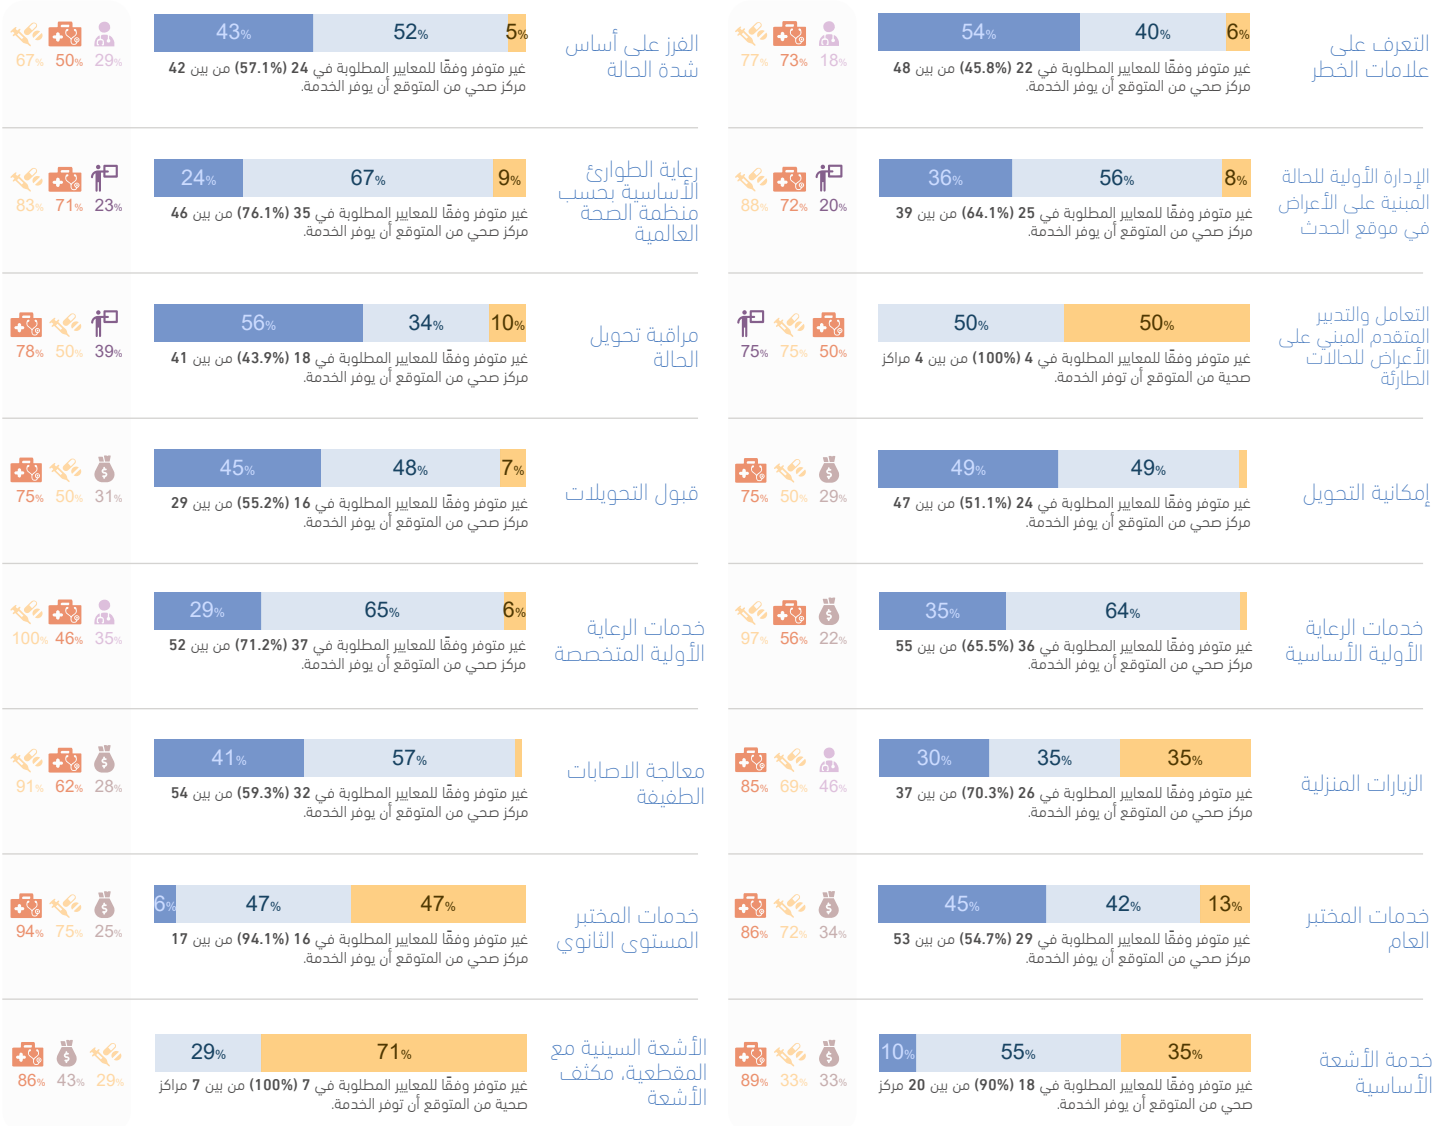 التعرف على
علامات الخطر
54% 40% 6%
غير متوفر وفقًا للمعايير المطلوبة في 22 (45.8%) من بين 48
مركز صحي من المتوقع أن يوفر الخدمة.
77% 73% 18%
الفرز على أساس
شدة الحالة
43% 52% 5%
غير متوفر وفقًا للمعايير المطلوبة في 24 (57.1%) من بين 42
مركز صحي من المتوقع أن يوفر الخدمة.
67% 50% 29%
الإدارة الأولية للحالة
المبنية على الأعراض
في موقع الحدث
36% 56% 8%
غير متوفر وفقًا للمعايير المطلوبة في 25 (64.1%) من بين 39
مركز صحي من المتوقع أن يوفر الخدمة.
88% 72% 20%
رعاية الطوارئ
الأساسية بحسب
منظمة الصحة
العالمية
24% 67% 9%
غير متوفر وفقًا للمعايير المطلوبة في 35 (76.1%) من بين 46
مركز صحي من المتوقع أن يوفر الخدمة.
83% 71% 23%
التعامل والتدبير
المتقدم المبني على
الأعراض للحالات
الطارئة
50% 50%
غير متوفر وفقًا للمعايير المطلوبة في 4 (100%) من بين 4 مراكز
صحية من المتوقع أن توفر الخدمة.
75% 75% 50%
مراقبة تحويل
الحالة
56% 34% 10%
غير متوفر وفقًا للمعايير المطلوبة في 18 (43.9%) من بين 41
مركز صحي من المتوقع أن يوفر الخدمة.
78% 50% 39%
إمكانية التحويل
49% 49%
غير متوفر وفقًا للمعايير المطلوبة في 24 (51.1%) من بين 47
مركز صحي من المتوقع أن يوفر الخدمة.
75% 50% 29%
قبول التحويلات
45% 48% 7%
غير متوفر وفقًا للمعايير المطلوبة في 16 (55.2%) من بين 29
مركز صحي من المتوقع أن يوفر الخدمة.
75% 50% 31%
خدمات الرعاية
الأولية الأساسية
35% 64%
غير متوفر وفقًا للمعايير المطلوبة في 36 (65.5%) من بين 55
مركز صحي من المتوقع أن يوفر الخدمة.
97% 56% 22%
خدمات الرعاية
الأولية المتخصصة
29% 65% 6%
غير متوفر وفقًا للمعايير المطلوبة في 37 (71.2%) من بين 52
مركز صحي من المتوقع أن يوفر الخدمة.
100% 46% 35%
الزيارات المنزلية
30% 35% 35%
غير متوفر وفقًا للمعايير المطلوبة في 26 (70.3%) من بين 37
مركز صحي من المتوقع أن يوفر الخدمة.
85% 69% 46%
معالجة الاصابات
الطفيفة
41% 57%
غير متوفر وفقًا للمعايير المطلوبة في 32 (59.3%) من بين 54
مركز صحي من المتوقع أن يوفر الخدمة.
91% 62% 28%
خدمات المختبر
العام
45% 42% 13%
غير متوفر وفقًا للمعايير المطلوبة في 29 (54.7%) من بين 53
مركز صحي من المتوقع أن يوفر الخدمة.
86% 72% 34%
خدمات المختبر
المستوى الثانوي
6% 47% 47%
غير متوفر وفقًا للمعايير المطلوبة في 16 (94.1%) من بين 17
مركز صحي من المتوقع أن يوفر الخدمة.
94% 75% 25%
خدمة الأشعة
الأساسية
10% 55% 35%
غير متوفر وفقًا للمعايير المطلوبة في 18 (90%) من بين 20 مركز
صحي من المتوقع أن يوفر الخدمة.
89% 33% 33%
الأشعة السينية مع
المقطعية، مكثف
الأشعة
29% 71%
غير متوفر وفقًا للمعايير المطلوبة في 7 (100%) من بين 7 مراكز
صحية من المتوقع أن توفر الخدمة.
86% 43% 29%